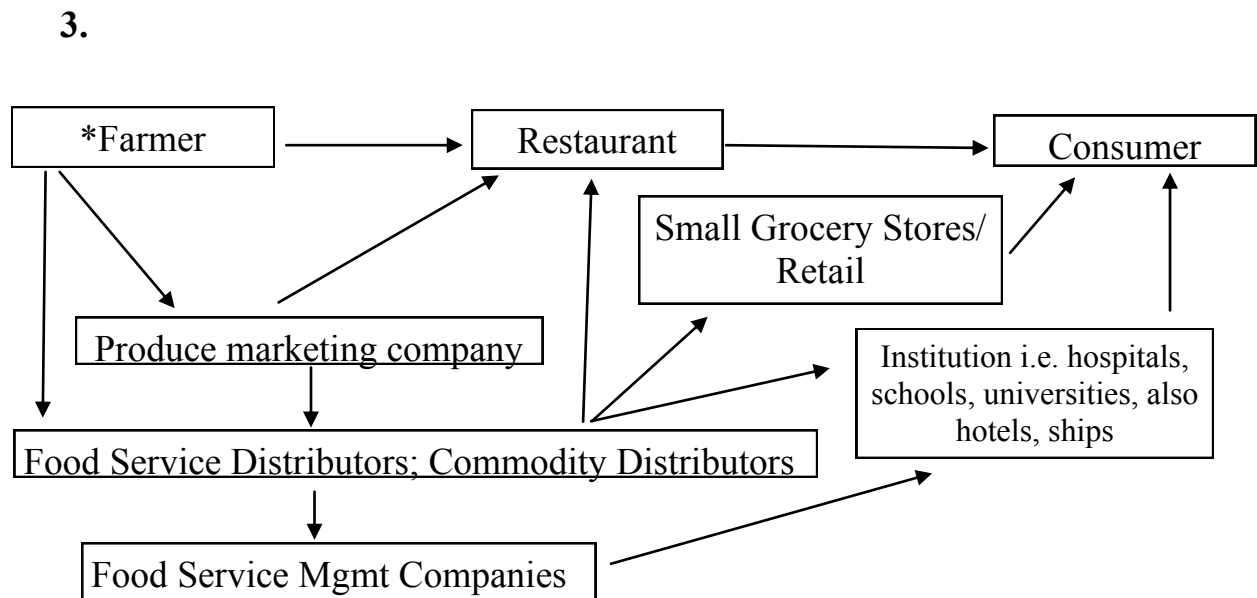 3.
*Farmer
Restaurant
Consumer
Small Grocery Stores/
Retail
Produce marketing company
Institution i.e. hospitals,
schools, universities, also
hotels, ships
Food Service Distributors; Commodity Distributors
Food Service Mgmt Companies